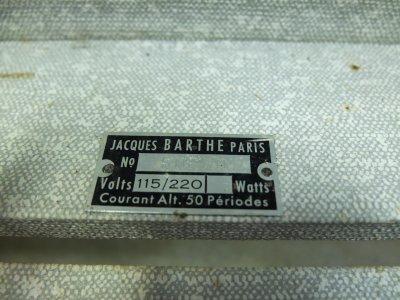 JACQUES BARTHE PARIS
No
Volts 115/220 Watts
Courant Alt. 50 Périodes